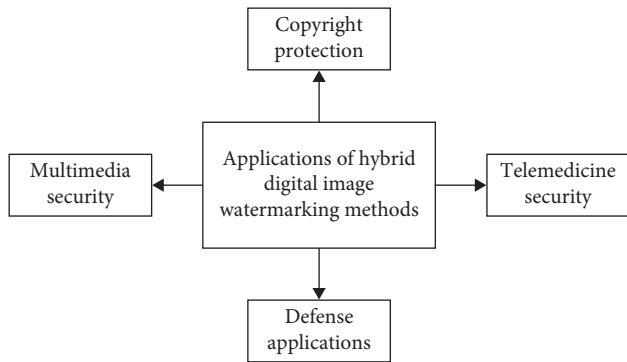 Copyright
protection
Multimedia
security
Applications of hybrid
digital image
watermarking methods
Telemedicine
security
Defense
applications